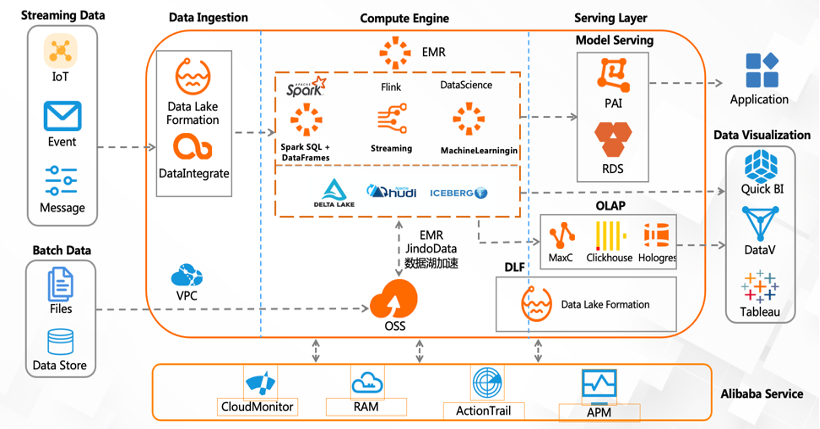 Streaming Data
IoT
Event
Message
Batch Data
Files
Data Store
Data Ingestion
Data Lake
Formation
DataIntegrate
VPC
Compute Engine
EMR
APACHE
Spark
Spark SQL +
DataFrames
Flink
Streaming
DataScience
MachineLearningin
DELTA LAKE
hudi
ICEBERG
EMR
JindoData
数据湖加速
OSS
Serving Layer
Model Serving
PAI
RDS
OLAP
MaxC
Clickhouse
Hologres
DLF
Data Lake Formation
Application
Data Visualization
Quick BI
DataV
Tableau
CloudMonitor
RAM
ActionTrail
APM
Alibaba Service